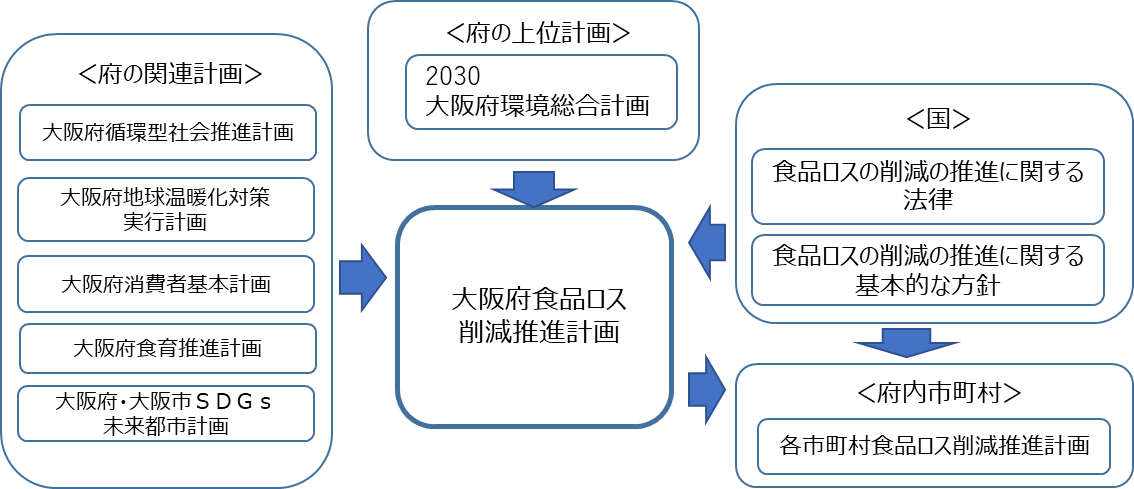 <府の関連計画>
大阪府循環型社会推進計画
大阪府地球温暖化対策
実行計画
大阪府消費者基本計画
大阪府食育推進計画
大阪府・大阪市ＳＤＧｓ
未来都市計画
<府の上位計画>
2030
大阪府環境総合計画
大阪府食品ロス
削減推進計画
<国>
食品ロスの削減の推進に関する
法律
食品ロスの削減の推進に関する
基本的な方針
<府内市町村>
各市町村食品ロス削減推進計画